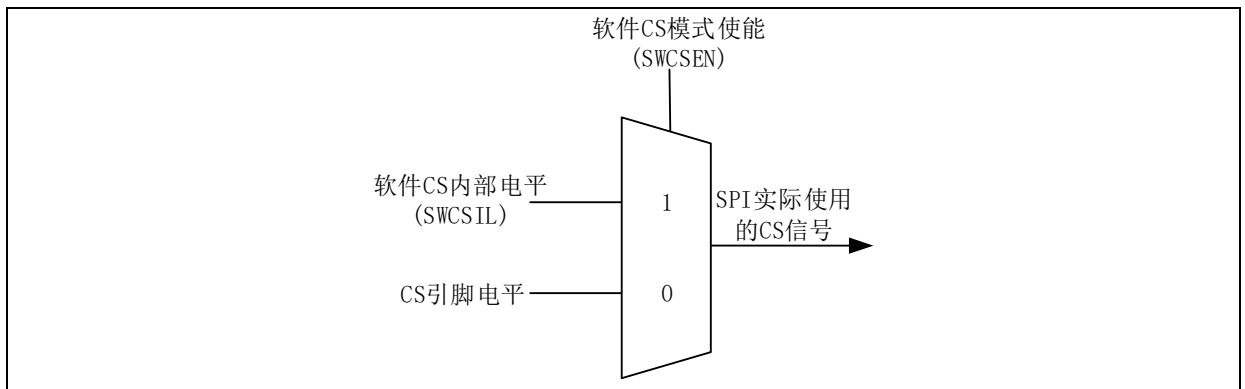 软件CS模式使能
(SWCSEN)
软件CS内部电平
(SWCSIL)
1
SPI实际使用
的CS信号
CS引脚电平
0